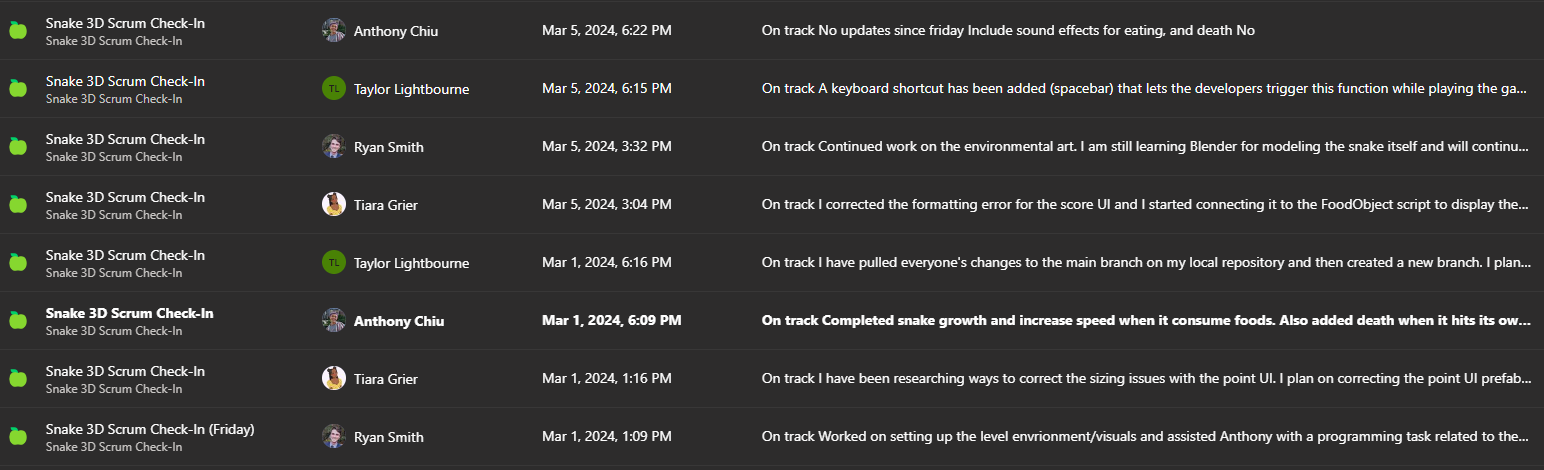 Snake 3D Scrum Check-In
Snake 3D Scrum Check-In
Anthony Chiu
Mar 5, 2024, 6:22 PM
On track No updates since friday Include sound effects for eating, and death No
Snake 3D Scrum Check-In
Snake 3D Scrum Check-In
TL
Taylor Lightbourne
Mar 5, 2024, 6:15 PM
On track A keyboard shortcut has been added (spacebar) that lets the developers trigger this function while playing the ga...
Snake 3D Scrum Check-In
Snake 3D Scrum Check-In
Ryan Smith
Mar 5, 2024, 3:32 PM
On track Continued work on the environmental art. I am still learning Blender for modeling the snake itself and will continu...
Snake 3D Scrum Check-In
Snake 3D Scrum Check-In
Tiara Grier
Mar 5, 2024, 3:04 PM
On track I corrected the formatting error for the score UI and I started connecting it to the FoodObject script to display the...
Snake 3D Scrum Check-In
Snake 3D Scrum Check-In
TL
Taylor Lightbourne
Mar 1, 2024, 6:16 PM
On track I have pulled everyone's changes to the main branch on my local repository and then created a new branch. I plan...
Snake 3D Scrum Check-In
Snake 3D Scrum Check-In
Anthony Chiu
Mar 1, 2024, 6:09 PM
On track Completed snake growth and increase speed when it consume foods. Also added death when it hits its ow...
Snake 3D Scrum Check-In
Snake 3D Scrum Check-In
Tiara Grier
Mar 1, 2024, 1:16 PM
On track I have been researching ways to correct the sizing issues with the point UI. I plan on correcting the point UI prefab...
Snake 3D Scrum Check-In (Friday)
Snake 3D Scrum Check-In
Ryan Smith
Mar 1, 2024, 1:09 PM
On track Worked on setting up the level envrionment/visuals and assisted Anthony with a programming task related to the...